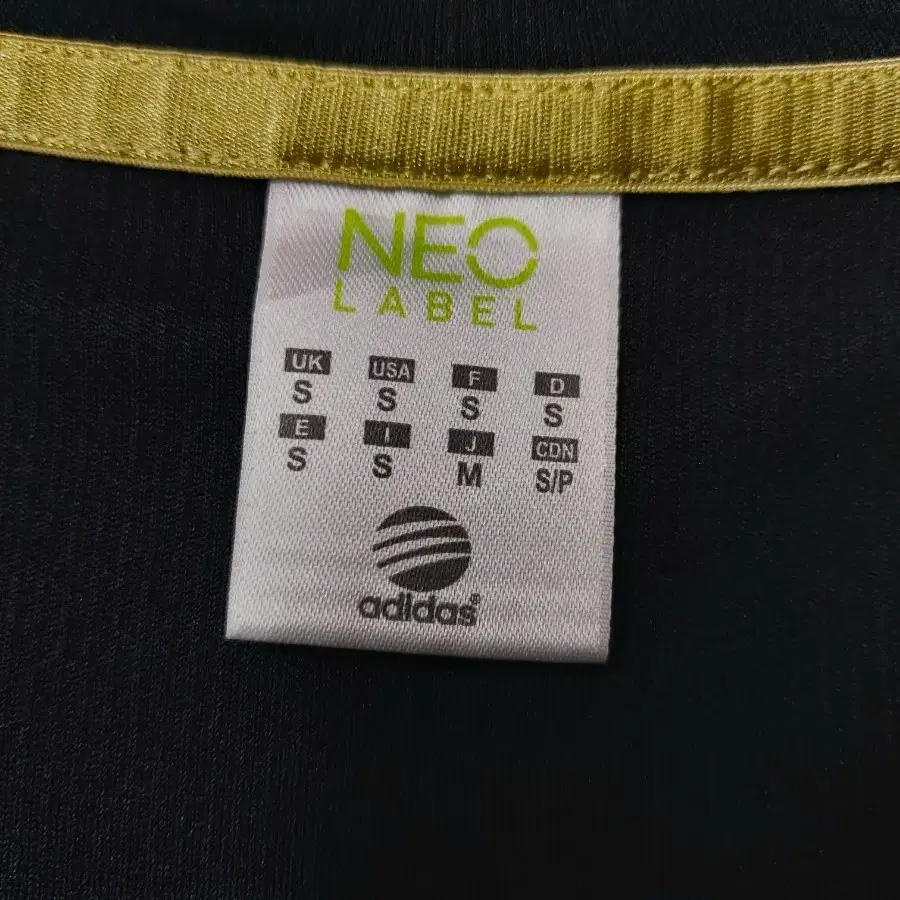 NEO
LABEL
UK USA F D
S S S S
E I J CDN
S S M S/P
adidas®